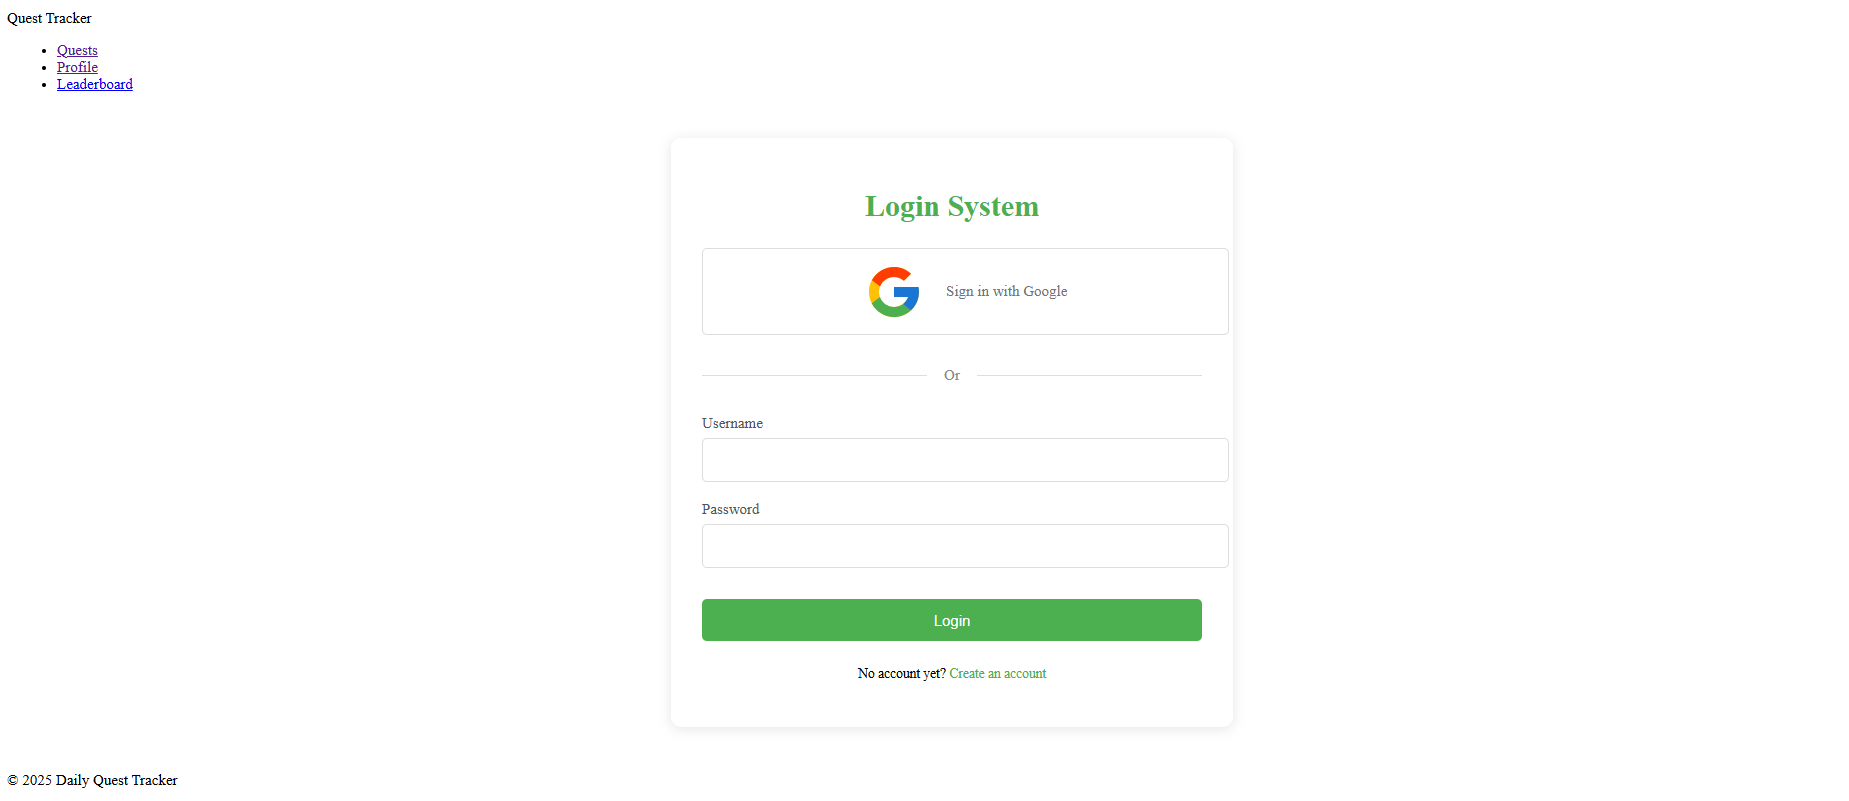 Quest Tracker
Quests
Profile
Leaderboard
Login System
Sign in with Google
Or
Username
Password
Login
No account yet? Create an account
© 2025 Daily Quest Tracker